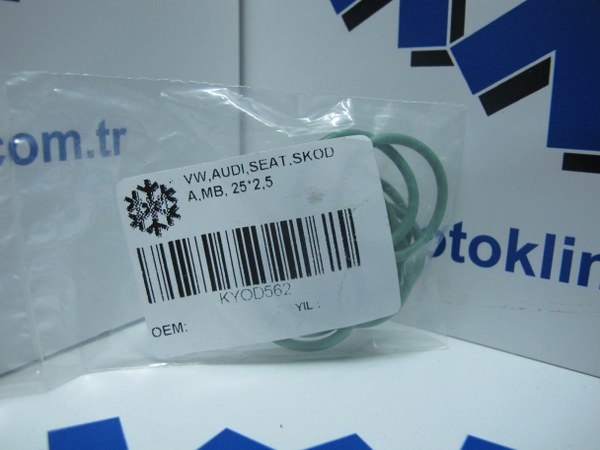 com.tr
VW,AUDI,SEAT,SKOD
A,MB, 25*2,5
KYOD562
YIL :
OEM:
otoklin